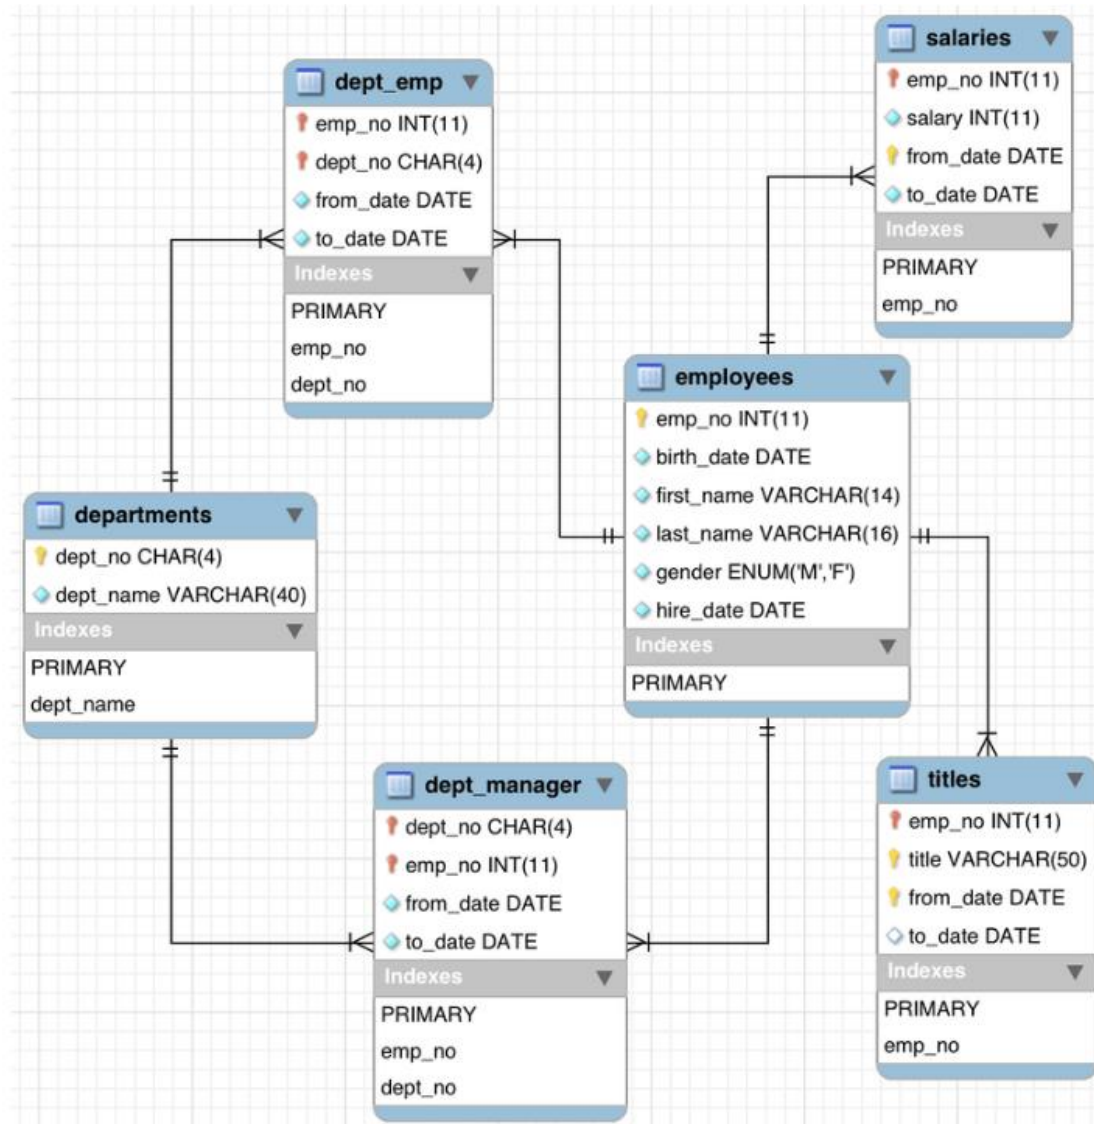 salaries
emp_no INT(11)
salary INT(11)
from_date DATE
to_date DATE
Indexes
PRIMARY
emp_no
dept_emp
emp_no INT(11)
dept_no CHAR(4)
from_date DATE
to_date DATE
Indexes
PRIMARY
emp_no
dept_no
employees
emp_no INT(11)
birth_date DATE
first_name VARCHAR(14)
last_name VARCHAR(16)
gender ENUM('M','F')
hire_date DATE
Indexes
PRIMARY
departments
dept_no CHAR(4)
dept_name VARCHAR(40)
Indexes
PRIMARY
dept_name
dept_manager
dept_no CHAR(4)
emp_no INT(11)
from_date DATE
to_date DATE
Indexes
PRIMARY
emp_no
dept_no
titles
emp_no INT(11)
title VARCHAR(50)
from_date DATE
to_date DATE
Indexes
PRIMARY
emp_no